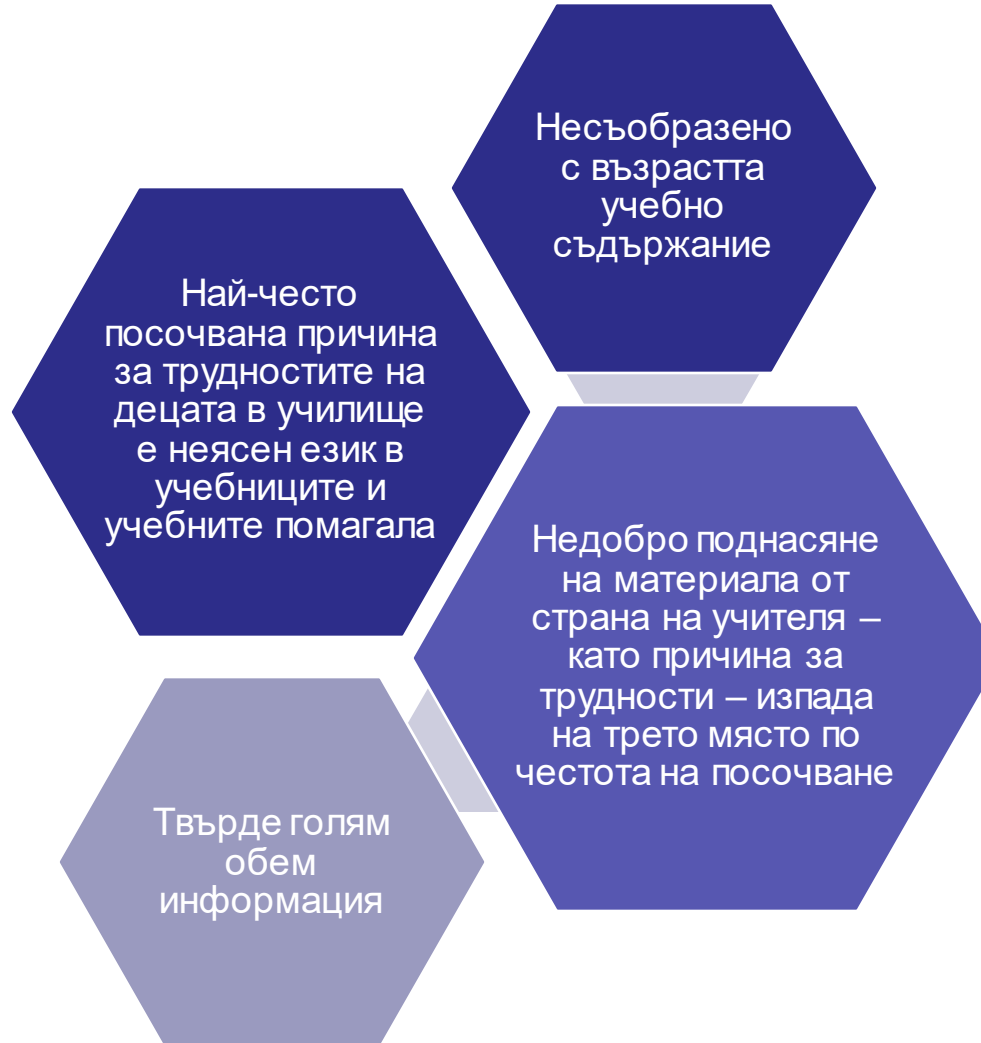 Несъобразено
с възрастта
учебно
съдържание
Най-често
посочвана причина
за трудностите на
децата в училище
е неясен език в
учебниците и
учебните помагала
Недобро поднасяне
на материала от
страна на учителя –
като причина за
трудности – изпада
на трето място по
честота на посочване
Твърде голям
обем
информация